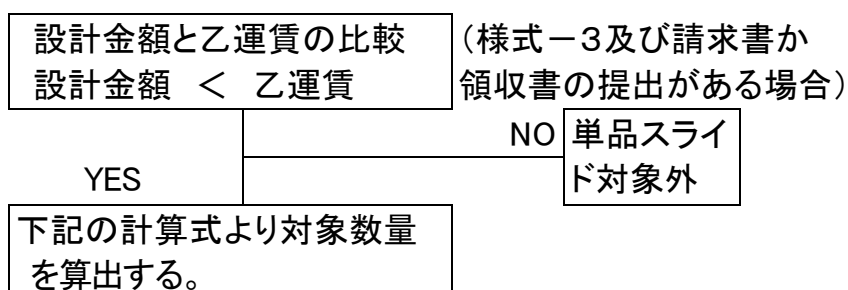 設計金額と乙運賃の比較
設計金額 ＜ 乙運賃
(様式－3及び請求書か
領収書の提出がある場合)
NO
単品スライ
ド対象外
YES
下記の計算式より対象数量
を算出する。